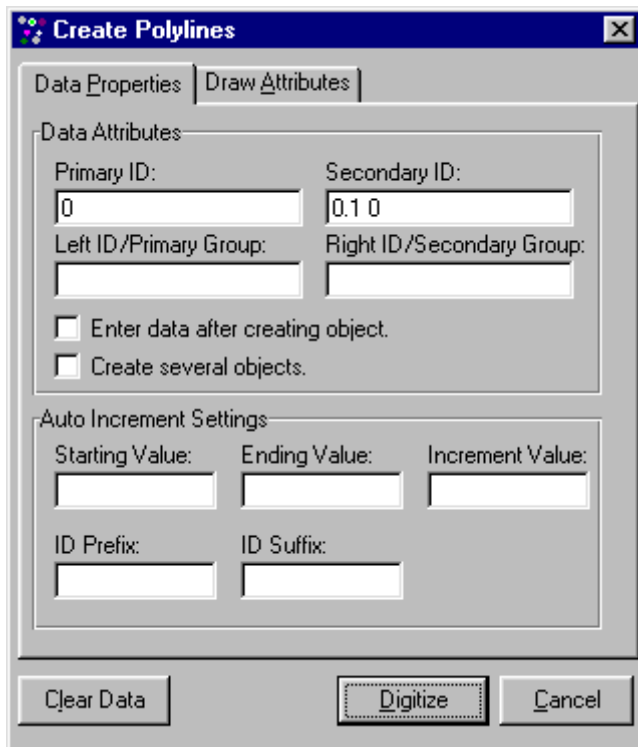 Create Polylines
Data Properties Draw Attributes
Data Attributes
Primary ID: Secondary ID:
0 0.1 0
Left ID/Primary Group: Right ID/Secondary Group:
Enter data after creating object.
Create several objects.
Auto Increment Settings
Starting Value: Ending Value: Increment Value:
ID Prefix: ID Suffix:
Clear Data Digitize Cancel